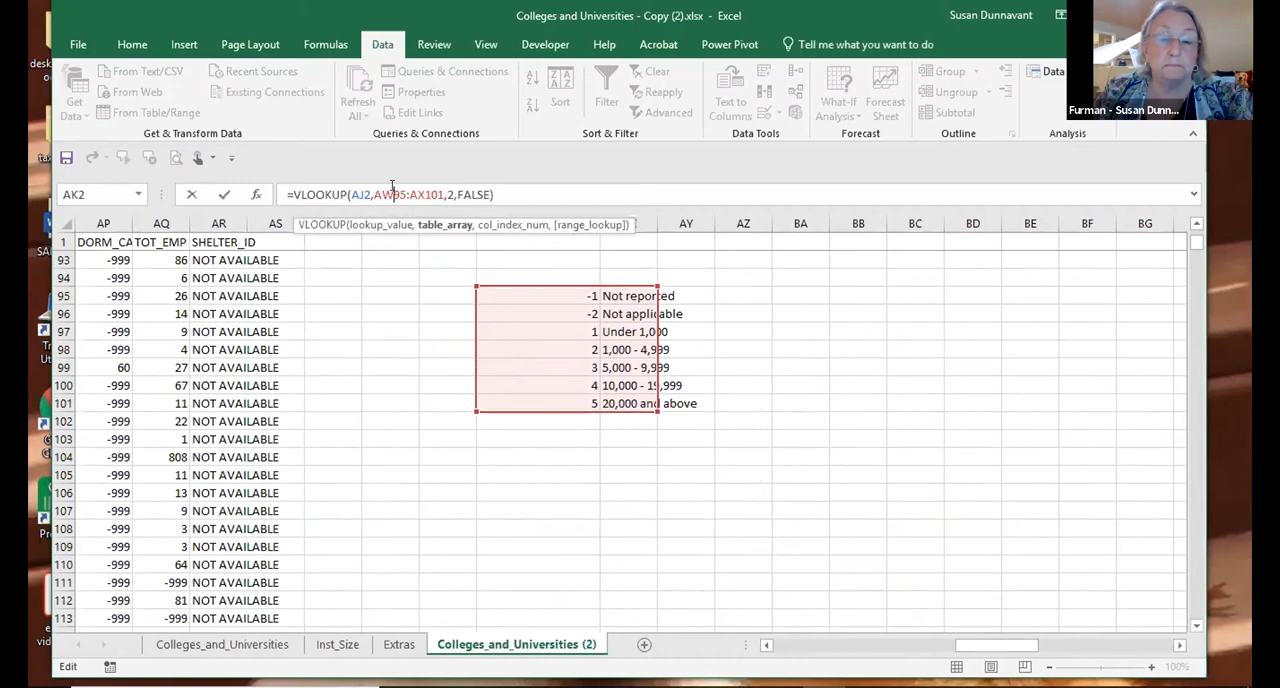 Colleges and Universities - Copy (2).xlsx - Excel
Susan Dunnavant
File Home Insert Page Layout Formulas Data Review View Developer Help Acrobat Power Pivot Tell me what you want to do
From Text/CSV Recent Sources Queries & Connections Clear Group Data
Get Data From Web Existing Connections Refresh All Properties Sort Filter Reapply Text to Columns What-If Analysis Forecast Sheet Ungroup
From Table/Range Edit Links Advanced Subtotal
Get & Transform Data Queries & Connections Sort & Filter Data Tools Forecast Outline Analysis
Furman - Susan Dunn...
AK2 fx =VLOOKUP(AJ2,AW95:AX101,2,FALSE)
VLOOKUP(lookup_value, table_array, col_index_num, [range_lookup])
AP AQ AR AS AY AZ BA BB BC BD BE BF BG
1 DORM_CA TOT_EMP SHELTER_ID
93 -999 86 NOT AVAILABLE
94 -999 6 NOT AVAILABLE
95 -999 26 NOT AVAILABLE -1 Not reported
96 -999 14 NOT AVAILABLE -2 Not applicable
97 -999 9 NOT AVAILABLE 1 Under 1,000
98 -999 4 NOT AVAILABLE 2 1,000 - 4,999
99 60 27 NOT AVAILABLE 3 5,000 - 9,999
100 -999 67 NOT AVAILABLE 4 10,000 - 19,999
101 -999 11 NOT AVAILABLE 5 20,000 and above
102 -999 22 NOT AVAILABLE
103 -999 1 NOT AVAILABLE
104 -999 808 NOT AVAILABLE
105 -999 11 NOT AVAILABLE
106 -999 13 NOT AVAILABLE
107 -999 9 NOT AVAILABLE
108 -999 3 NOT AVAILABLE
109 -999 3 NOT AVAILABLE
110 -999 64 NOT AVAILABLE
111 -999 -999 NOT AVAILABLE
112 -999 81 NOT AVAILABLE
113 -999 -999 NOT AVAILABLE
Colleges_and_Universities Inst_Size Extras Colleges_and_Universities (2)
Edit 100%